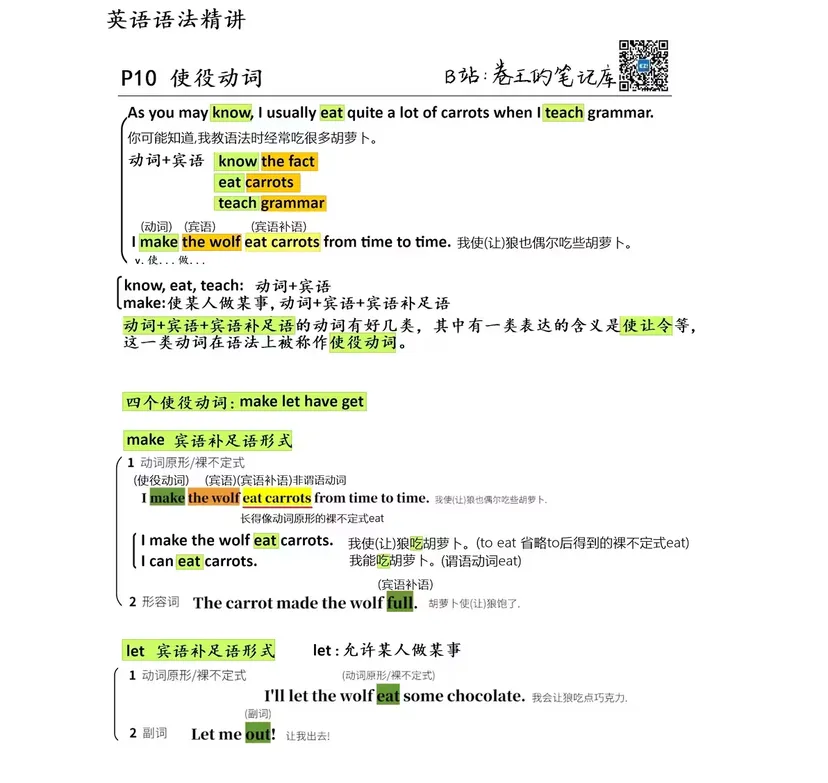 英语语法精讲
P10 使役动词
B站:卷王的笔记库
As you may know, I usually eat quite a lot of carrots when I teach grammar.
你可能知道,我教语法时经常吃很多胡萝卜。
动词+宾语 know the fact
eat carrots
teach grammar
(动词) (宾语) (宾语补语)
I make the wolf eat carrots from time to time. 我使(让)狼也偶尔吃些胡萝卜。
v. 使...做...
know, eat, teach: 动词+宾语
make:使某人做某事,动词+宾语+宾语补足语
动词+宾语+宾语补足语的动词有好几类，其中有一类表达的含义是使让令等，
这一类动词在语法上被称作使役动词。
四个使役动词: make let have get
make 宾语补足语形式
1 动词原形/裸不定式
(使役动词) (宾语)(宾语补语)非谓语动词
I make the wolf eat carrots from time to time. 我使(让)狼也偶尔吃些胡萝卜.
长得像动词原形的裸不定式eat
I make the wolf eat carrots. 我使(让)狼吃胡萝卜。(to eat 省略to后得到的裸不定式eat)
I can eat carrots. 我能吃胡萝卜。(谓语动词eat)
(宾语补语)
2 形容词 The carrot made the wolf full. 胡萝卜使(让)狼饱了.
let 宾语补足语形式 let :允许某人做某事
1 动词原形/裸不定式 (动词原形/裸不定式)
I'll let the wolf eat some chocolate. 我会让狼吃点巧克力.
(副词)
2 副词 Let me out! 让我出去!